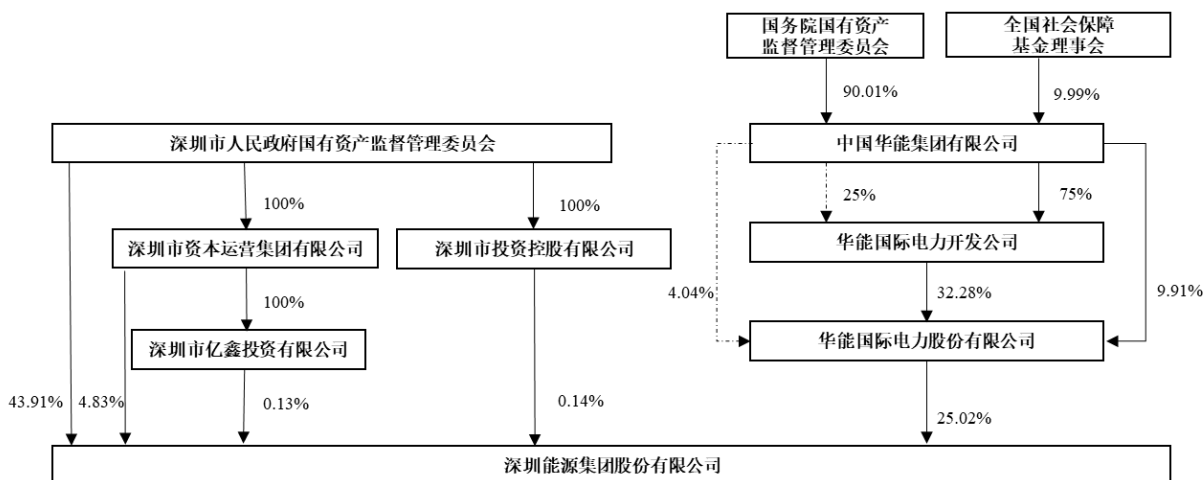 国务院国有资产
监督管理委员会
全国社会保障
基金理事会
90.01%
9.99%
深圳市人民政府国有资产监督管理委员会
中国华能集团有限公司
100%
100%
25%
75%
深圳市资本运营集团有限公司
深圳市投资控股有限公司
华能国际电力开发公司
100%
4.04%
32.28%
9.91%
深圳市亿鑫投资有限公司
华能国际电力股份有限公司
43.91%
4.83%
0.13%
0.14%
25.02%
深圳能源集团股份有限公司